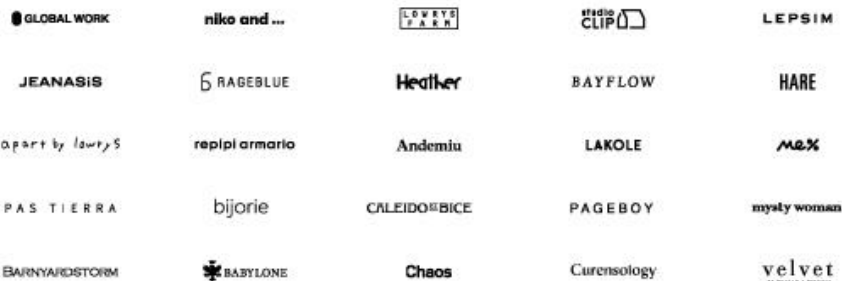 GLOBAL WORK
niko and ...
LOWRYS
FARM
studio
CLIP
LEPSIM
JEANASiS
RAGEBLUE
Heather
BAYFLOW
HARE
apart by lowrys
repipi armario
Andemiu
LAKOLE
PAS TIERRA
bijorie
CALEIDO ET BICE
PAGEBOY
mysty woman
BARNYARDSTORM
BABYLONE
Chaos
Curensology
velvet